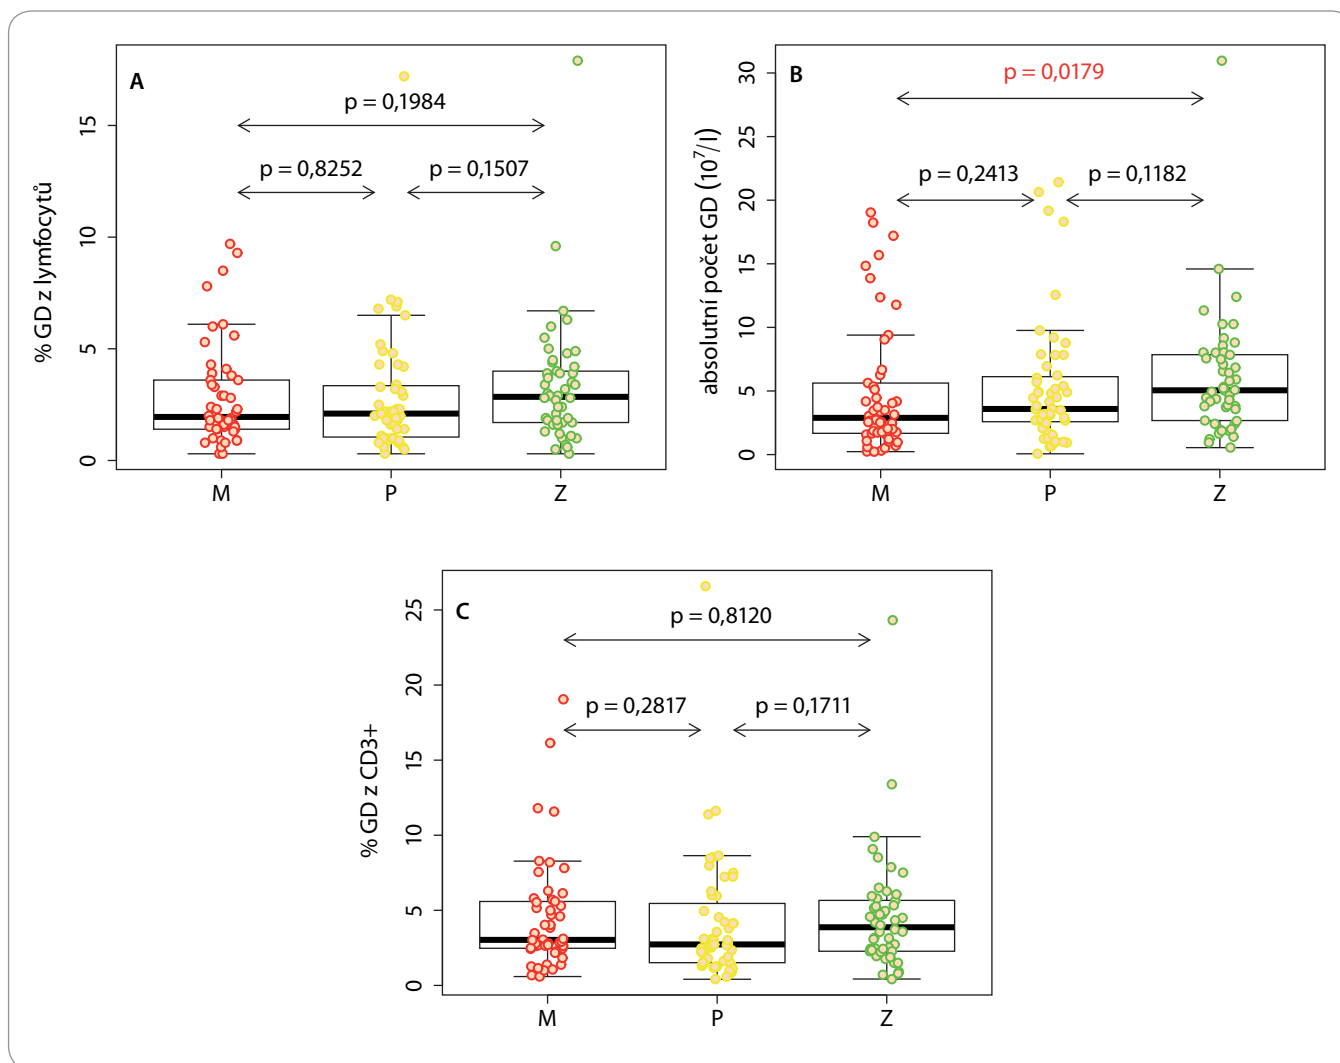 A
p = 0,1984
p = 0,8252
p = 0,1507
% GD z lymfocytů
15
10
5
0
M
P
Z
B
p = 0,0179
p = 0,2413
p = 0,1182
absolutní počet GD (10⁷/l)
30
25
20
15
10
5
0
M
P
Z
C
p = 0,8120
p = 0,2817
p = 0,1711
% GD z CD3+
25
20
15
10
5
0
M
P
Z